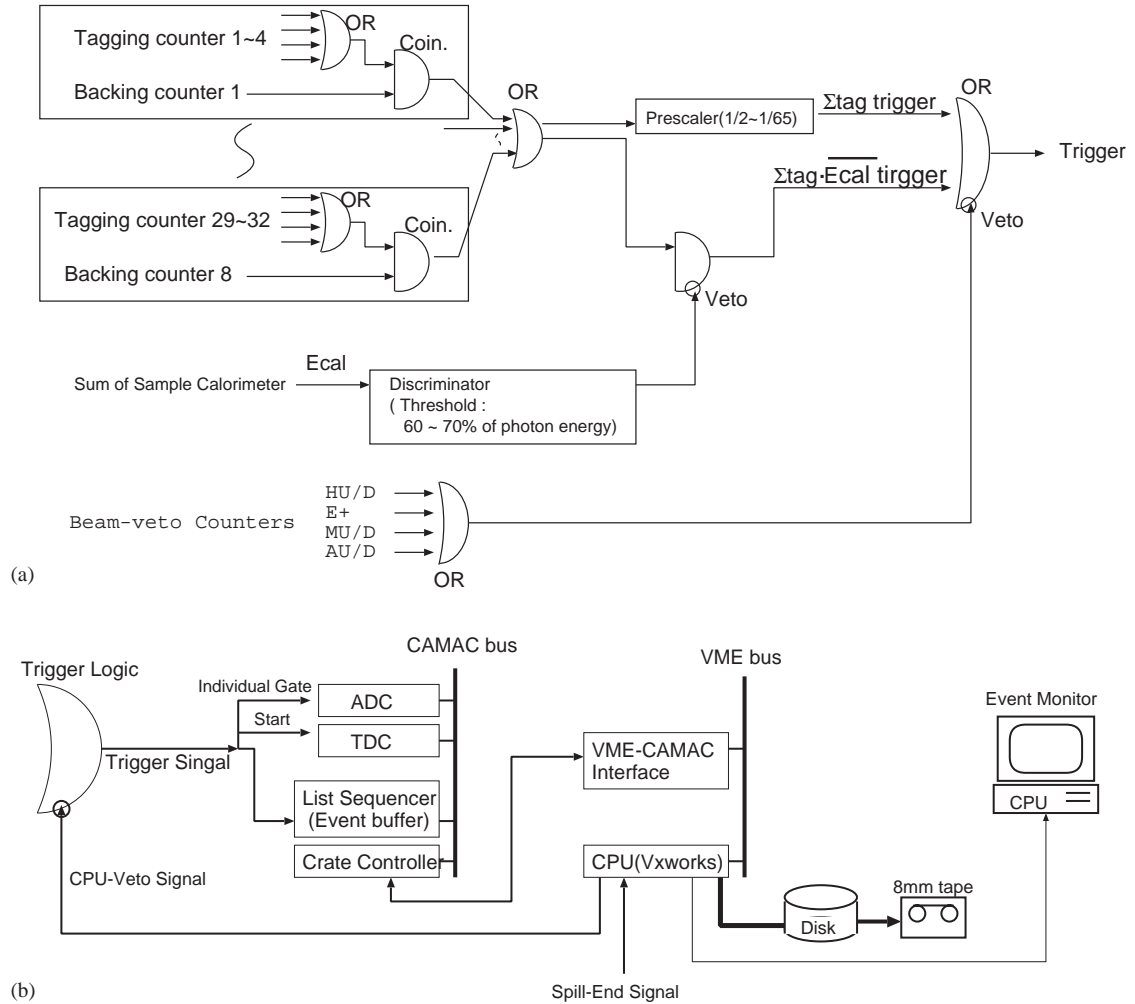 Tagging counter 1~4
OR
Coin.
Backing counter 1
OR
Prescaler(1/2~1/65)
Σtag trigger
OR
Trigger
Σtag·Ecal tirgger
Veto
Tagging counter 29~32
OR
Coin.
Backing counter 8
Veto
Sum of Sample Calorimeter
Ecal
Discriminator
( Threshold :
60 ~ 70% of photon energy)
Beam-veto Counters
HU/D
E+
MU/D
AU/D
OR
(a)
Trigger Logic
CAMAC bus
VME bus
Individual Gate
ADC
Start
TDC
Trigger Singal
List Sequencer
(Event buffer)
Crate Controller
CPU-Veto Signal
VME-CAMAC
Interface
CPU(Vxworks)
Event Monitor
CPU
8mm tape
Disk
Spill-End Signal
(b)